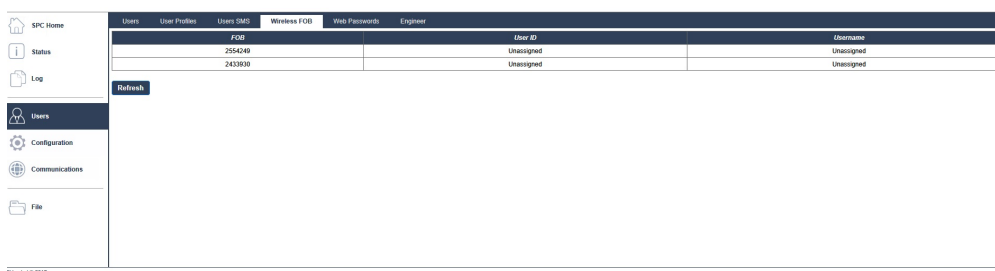 SPC Home
Status
Log
Users
Configuration
Communications
File
Users User Profiles Users SMS Wireless FOB Web Passwords Engineer
FOB User ID Username
2554249 Unassigned Unassigned
2433930 Unassigned Unassigned
Refresh